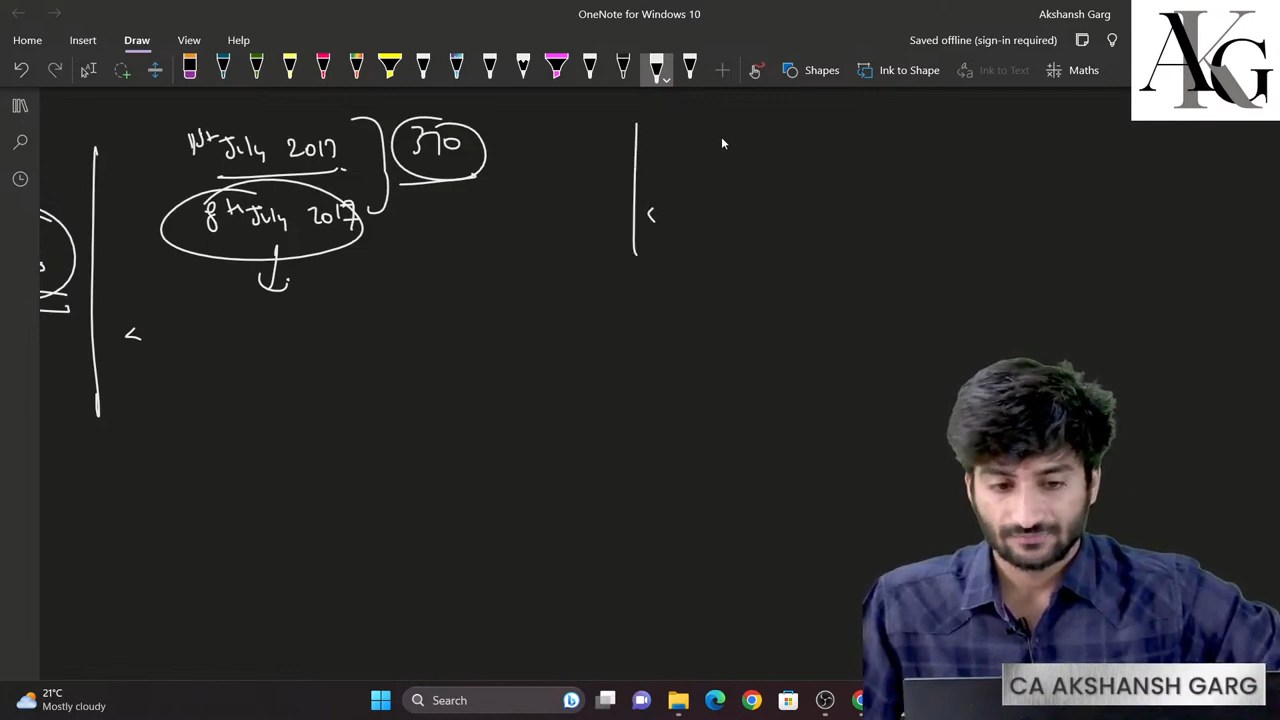 OneNote for Windows 10
Akshansh Garg
Home Insert Draw View Help
Saved offline (sign-in required)
Shapes
Ink to Shape
Ink to Text
Maths
AKG
1st July 2017
370
8th July 2017
CA AKSHANSH GARG
21°C
Mostly cloudy
Search